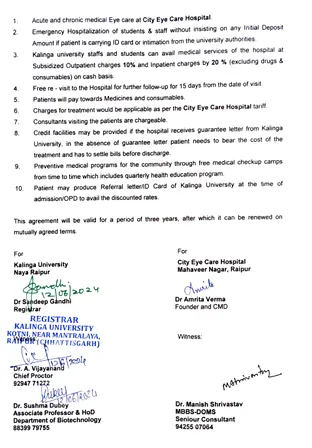 1. Acute and chronic medical Eye care at City Eye Care Hospital.
2. Emergency Hospitalization of students & staff without insisting on any Initial Deposit
Amount if patient is carrying ID card or intimation from the university authorities.
3. Kalinga university staffs and students can avail medical services of the hospital at
Subsidized Outpatient charges 10% and Inpatient charges by 20 % (excluding drugs &
consumables) on cash basis.
4. Free re - visit to the Hospital for further follow-up for 15 days from the date of visit
5. Patients will pay towards Medicines and consumables.
6. Charges for treatment would be applicable as per the City Eye Care Hospital tariff.
7. Consultants visiting the patients are chargeable.
8. Credit facilities may be provided if the hospital receives guarantee letter from Kalinga
University, in the absence of guarantee letter patient needs to bear the cost of the
treatment and has to settle bills before discharge.
9. Preventive medical programs for the community through free medical checkup camps
from time to time which includes quarterly health education program.
10. Patient may produce Referral letter/ID Card of Kalinga University at the time of
admission/OPD to avail the discounted rates.
This agreement will be valid for a period of three years, after which it can be renewed on
mutually agreed terms.
For
Kalinga University
Naya Raipur
Gandhi
12/06/2024
Dr Sandeep Gandhi
Registrar
REGISTRAR
KALINGA UNIVERSITY
KOTNI, NEAR MANTRALAYA,
RAIPUR (CHHATTISGARH)
Dr. A. Vijayanand
Chief Proctor
92947 71272
Dr. Sushma Dubey
Associate Professor & HoD
Department of Biotechnology
88399 79755
For
City Eye Care Hospital
Mahaveer Nagar, Raipur
Dr Amrita Verma
Founder and CMD
Witness:
Dr. Manish Shrivastav
MBBS-DOMS
Seniour Consultant
94255 07064